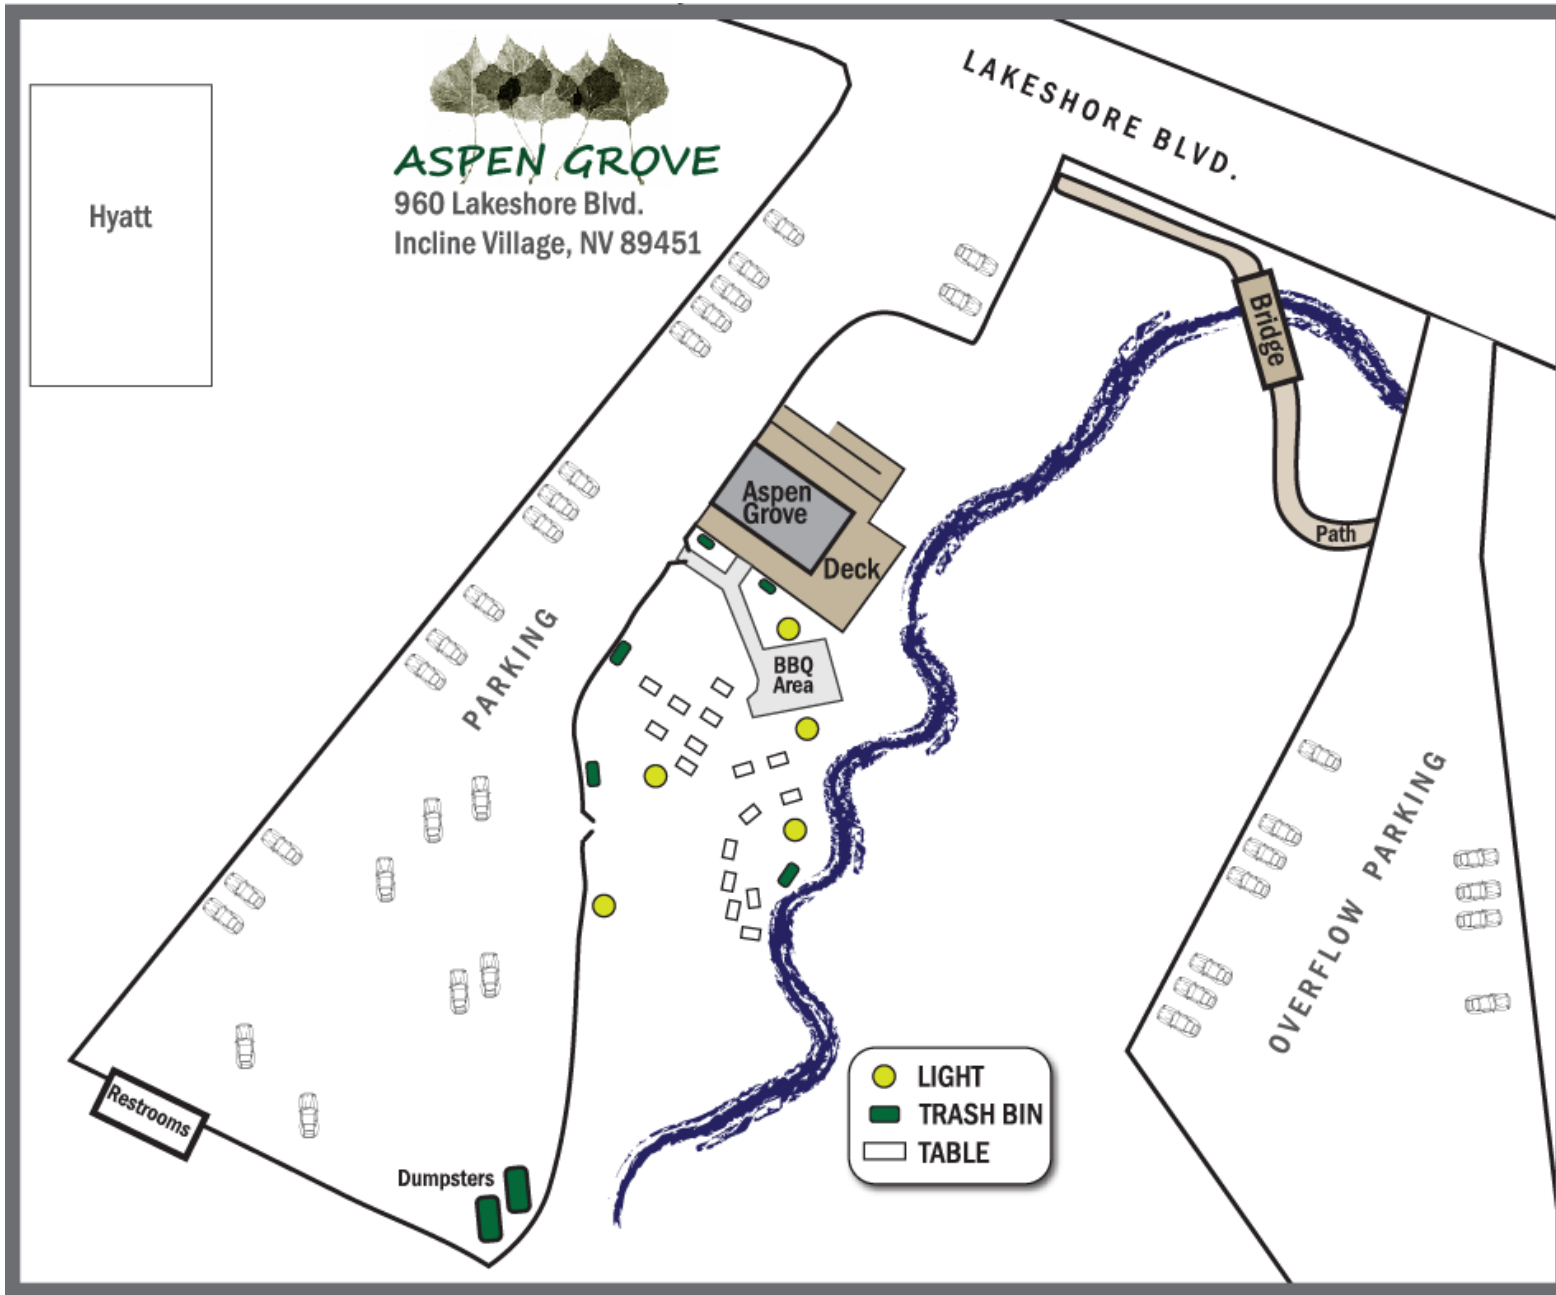 ASPEN GROVE
960 Lakeshore Blvd.
Incline Village, NV 89451
LAKESHORE BLVD.
Hyatt
Bridge
Aspen
Grove
Path
Deck
BBQ
Area
PARKING
OVERFLOW PARKING
LIGHT
TRASH BIN
TABLE
Restrooms
Dumpsters